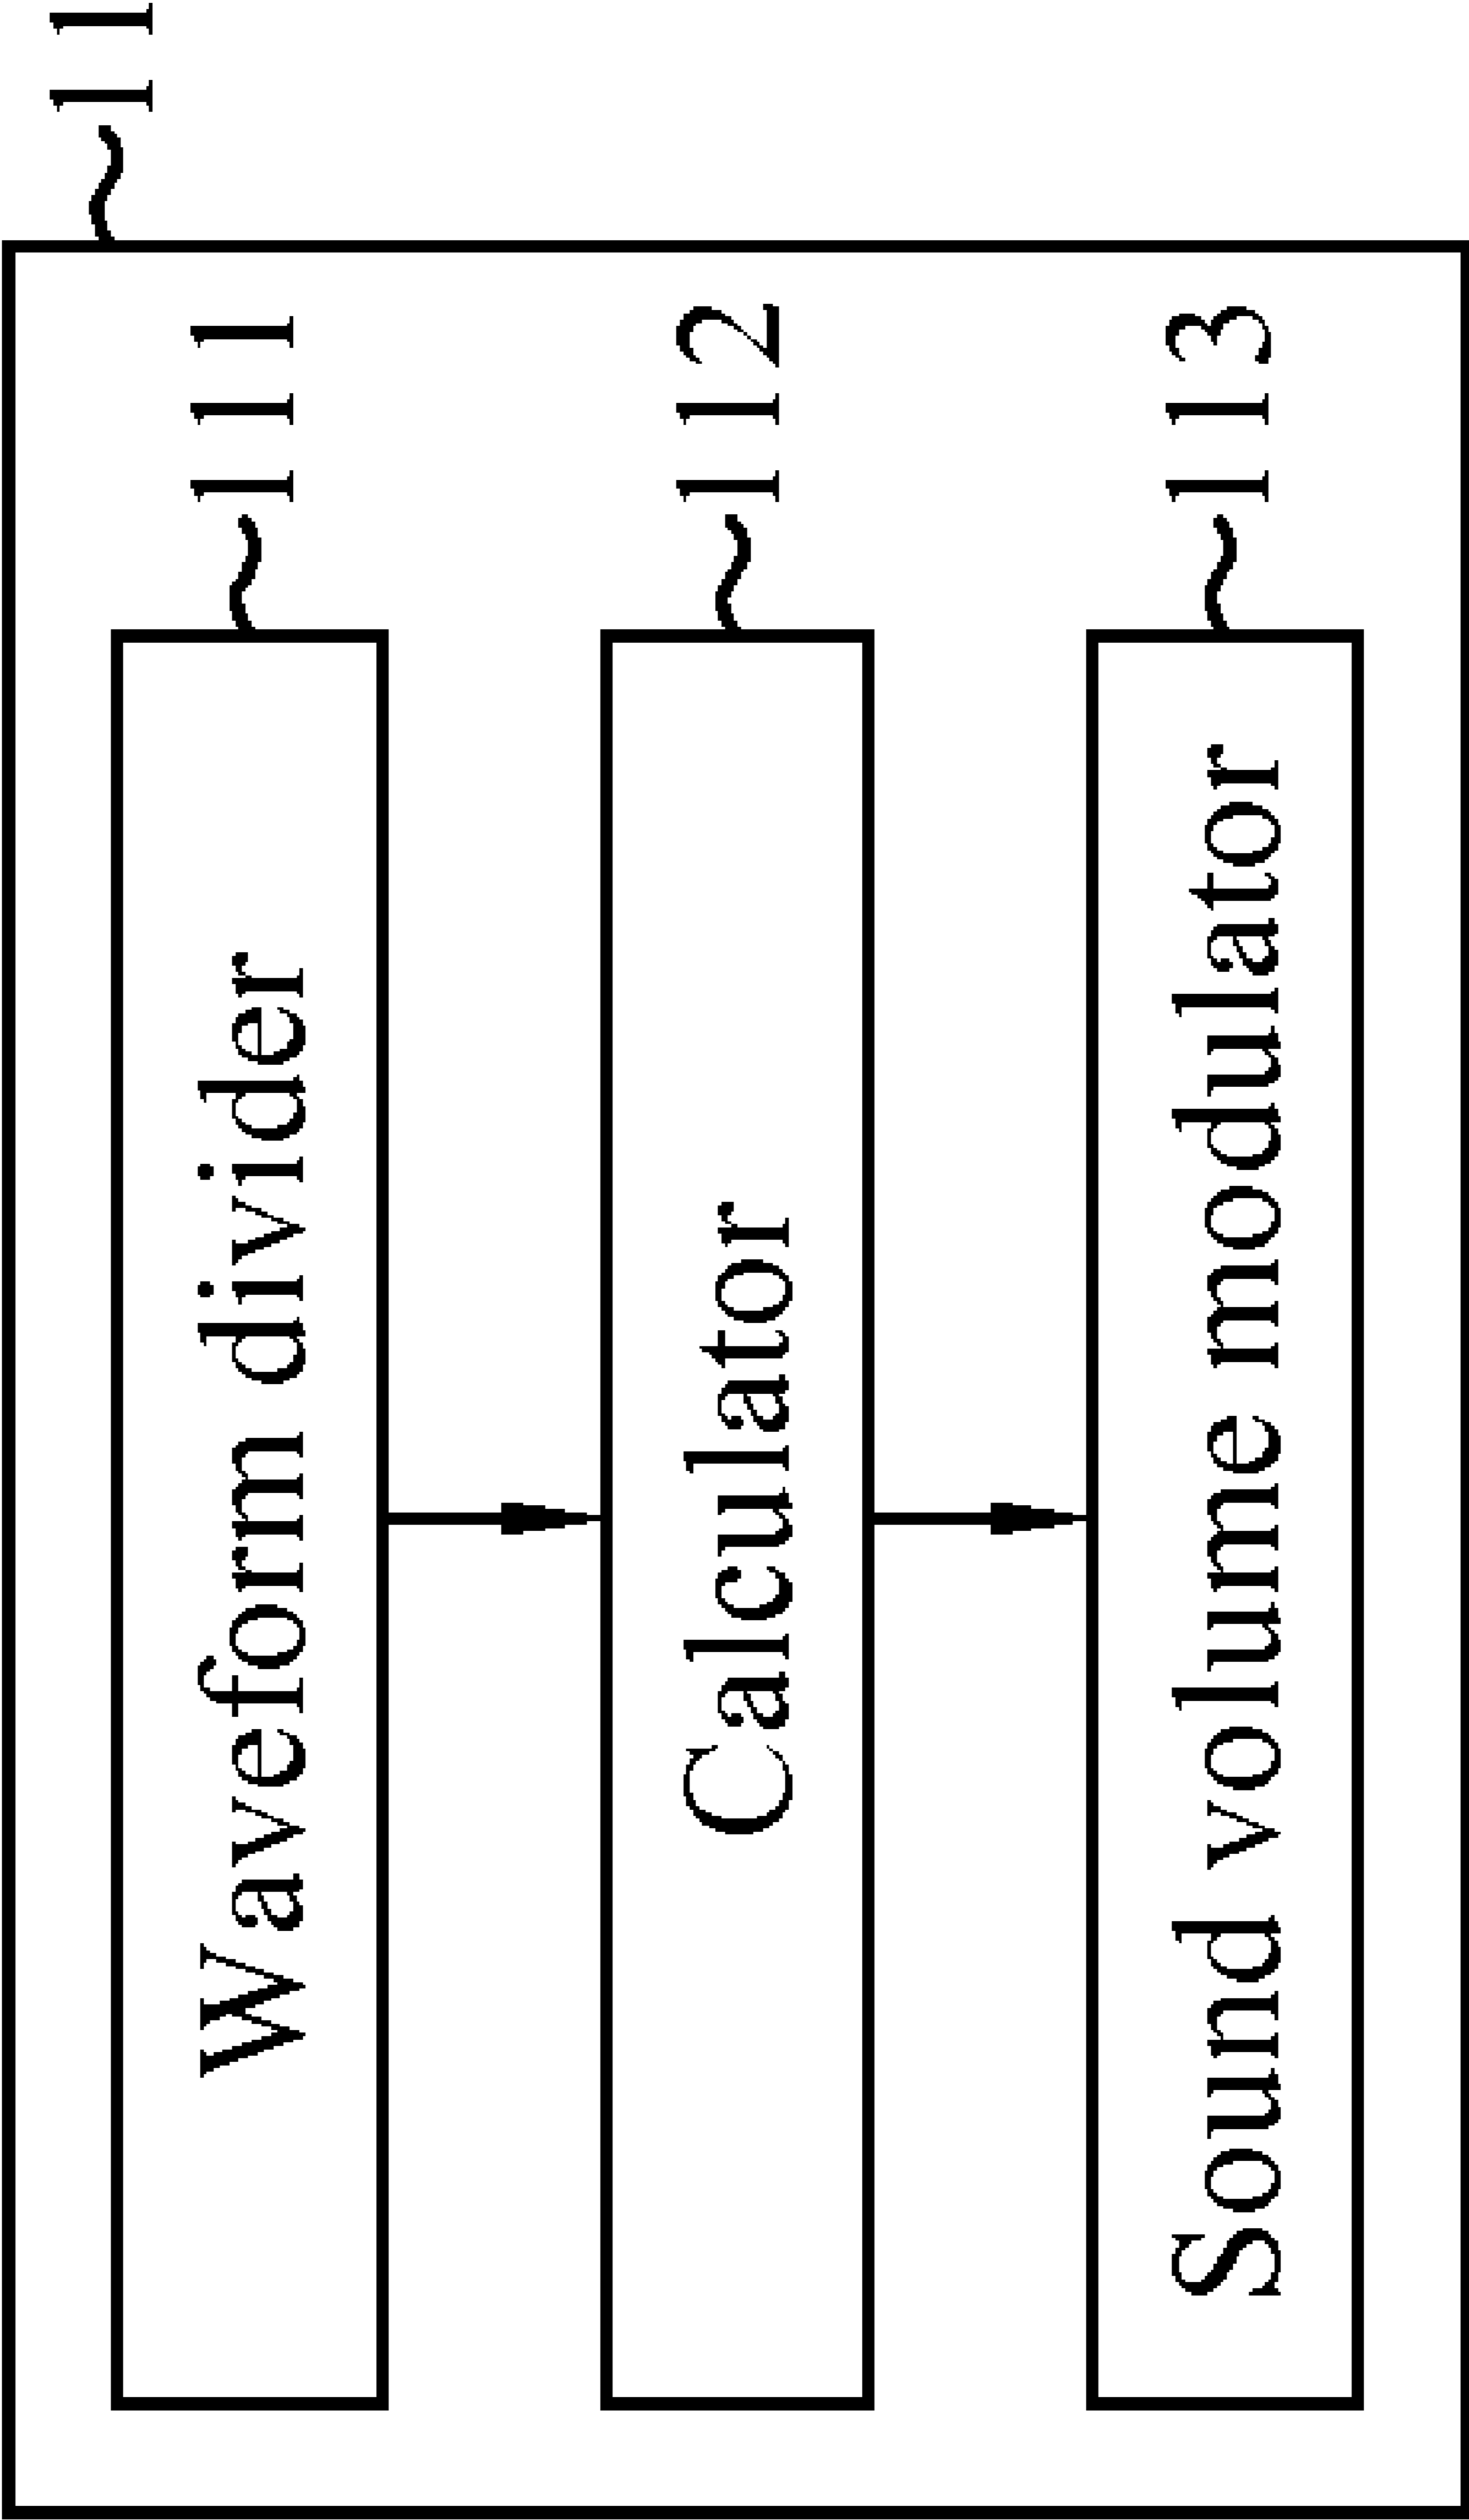 11
111
Waveform divider
112
Calculator
113
Sound volume modulator